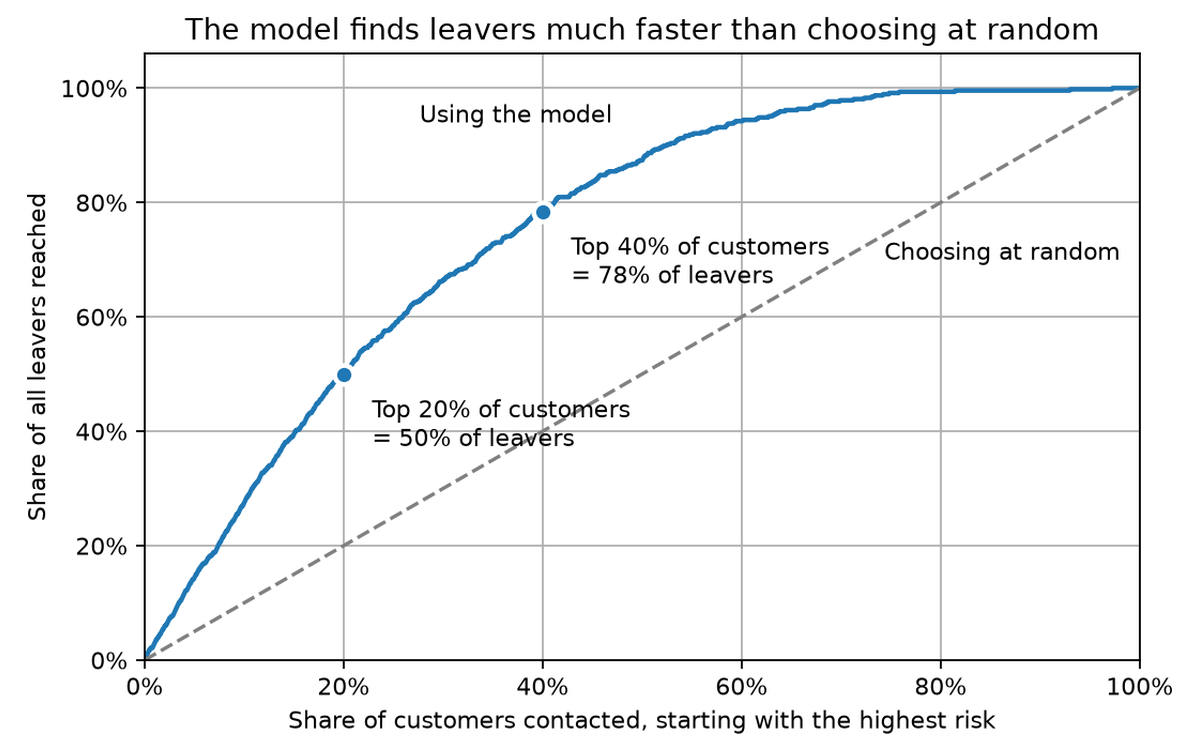 The model finds leavers much faster than choosing at random
Share of all leavers reached
100%
80%
60%
40%
20%
0%
Using the model
Top 40% of customers
= 78% of leavers
Choosing at random
Top 20% of customers
= 50% of leavers
0%
20%
40%
60%
80%
100%
Share of customers contacted, starting with the highest risk